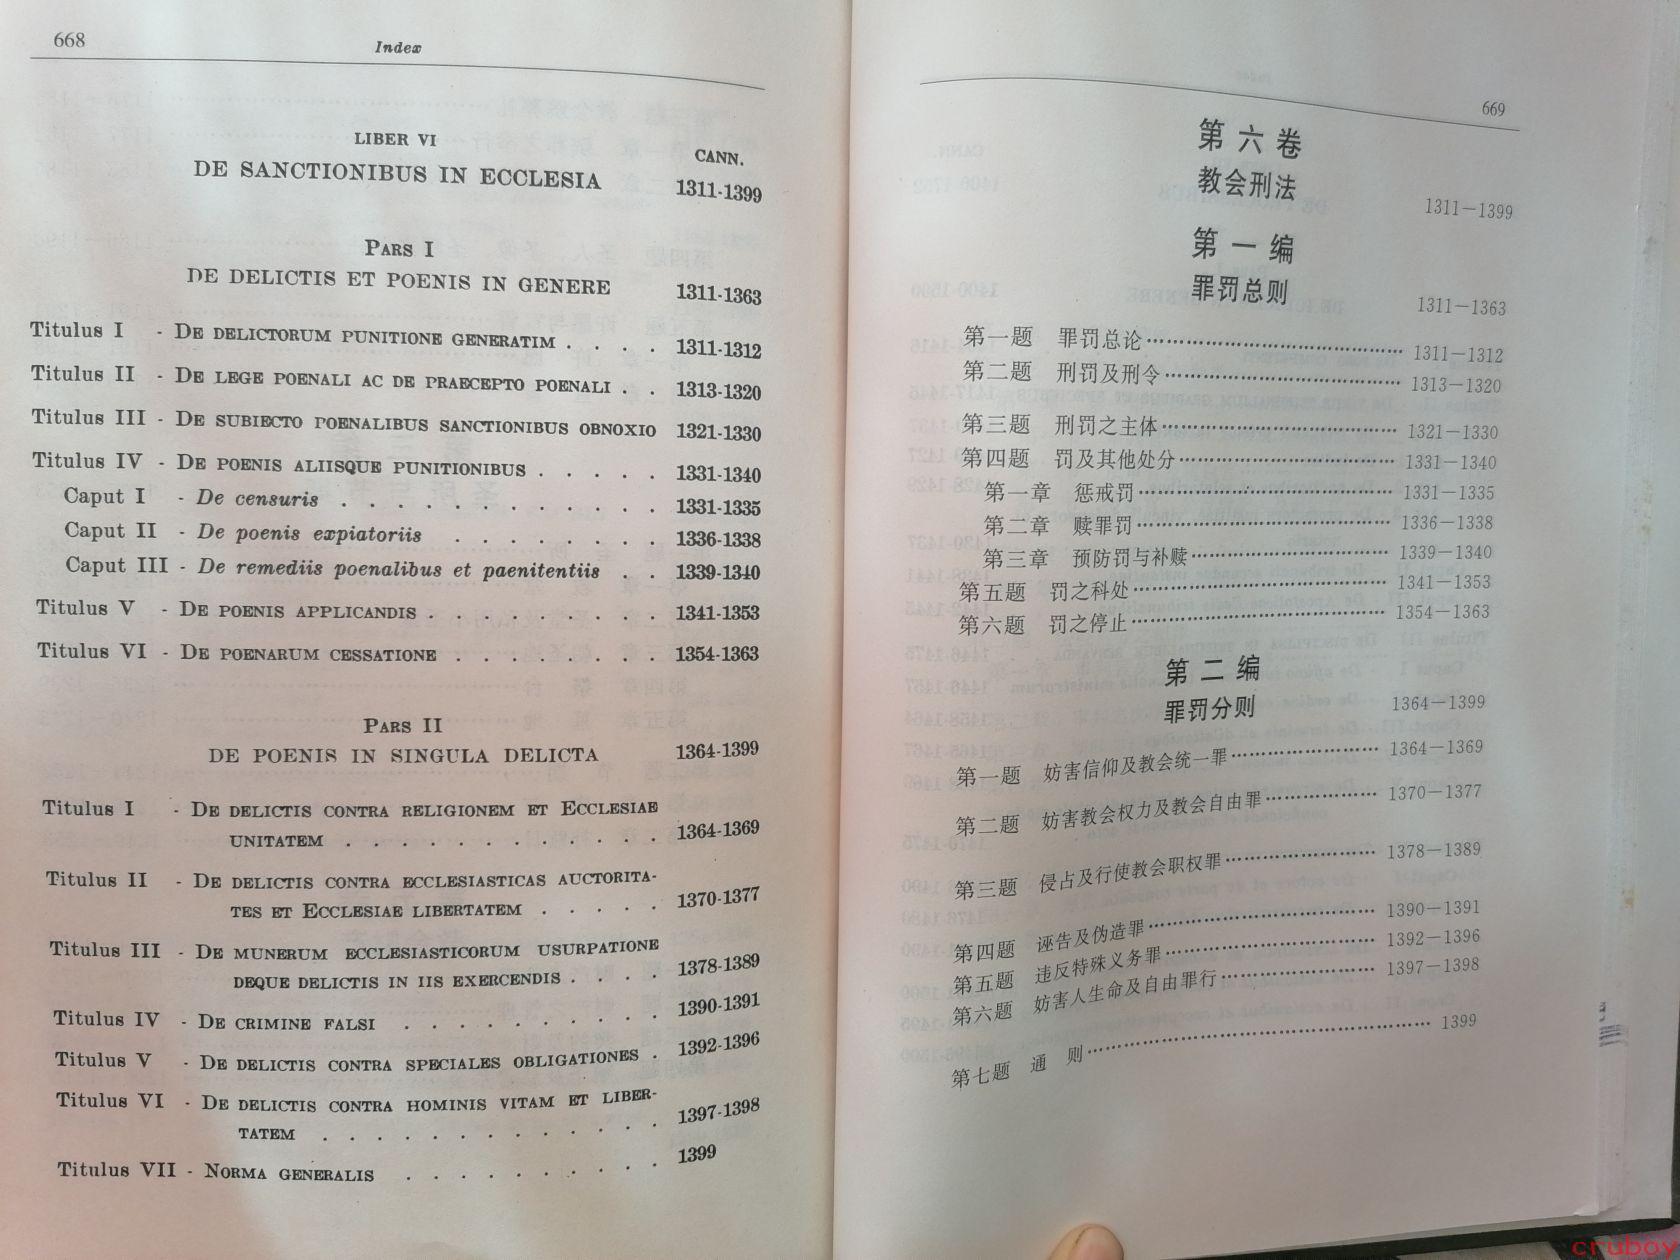 668
Index
LIBER VI
CANN.
DE SANCTIONIBUS IN ECCLESIA 1311-1399
PARS I
DE DELICTIS ET POENIS IN GENERE 1311-1363
Titulus I - DE DELICTORUM PUNITIONE GENERATIM . . . . 1311-1312
Titulus II - DE LEGE POENALI AC DE PRAECEPTO POENALI . . 1313-1320
Titulus III - DE SUBIECTO POENALIBUS SANCTIONIBUS OBNOXIO 1321-1330
Titulus IV - DE POENIS ALIISQUE PUNITIONIBUS . . . . . 1331-1340
Caput I - De censuris . . . . . . . . . . . . 1331-1335
Caput II - De poenis expiatoriis . . . . . . . . 1336-1338
Caput III - De remediis poenalibus et paenitentiis . . 1339-1340
Titulus V - DE POENIS APPLICANDIS . . . . . . . . . 1341-1353
Titulus VI - DE POENARUM CESSATIONE . . . . . . . . 1354-1363
PARS II
DE POENIS IN SINGULA DELICTA 1364-1399
Titulus I - DE DELICTIS CONTRA RELIGIONEM ET ECCLESIAE
UNITATEM . . . . . . . . . . . . 1364-1369
Titulus II - DE DELICTIS CONTRA ECCLESIASTICAS AUCTORITA-
TES ET ECCLESIAE LIBERTATEM . . . . . 1370-1377
Titulus III - DE MUNERUM ECCLESIASTICORUM USURPATIONE
DEQUE DELICTIS IN IIS EXERCENDIS . . . . 1378-1389
Titulus IV - DE CRIMINE FALSI . . . . . . . . . . 1390-1391
Titulus V - DE DELICTIS CONTRA SPECIALES OBLIGATIONES . 1392-1396
Titulus VI - DE DELICTIS CONTRA HOMINIS VITAM ET LIBER-
TATEM . . . . . . . . . . . . . 1397-1398
Titulus VII - NORMA GENERALIS . . . . . . . . . . 1399
669
第六卷
教会刑法 1311—1399
第一编
罪罚总则 1311—1363
第一题 罪罚总论 …… 1311—1312
第二题 刑罚及刑令 …… 1313—1320
第三题 刑罚之主体 …… 1321—1330
第四题 罚及其他处分 …… 1331—1340
第一章 惩戒罚 …… 1331—1335
第二章 赎罪罚 …… 1336—1338
第三章 预防罚与补赎 …… 1339—1340
第五题 罚之科处 …… 1341—1353
第六题 罚之停止 …… 1354—1363
第二编
罪罚分则 1364—1399
第一题 妨害信仰及教会统一罪 …… 1364—1369
第二题 妨害教会权力及教会自由罪 …… 1370—1377
第三题 侵占及行使教会职权罪 …… 1378—1389
第四题 诬告及伪造罪 …… 1390—1391
第五题 违反特殊义务罪 …… 1392—1396
第六题 妨害人生命及自由罪行 …… 1397—1398
第七题 通 则 …… 1399
cruboy